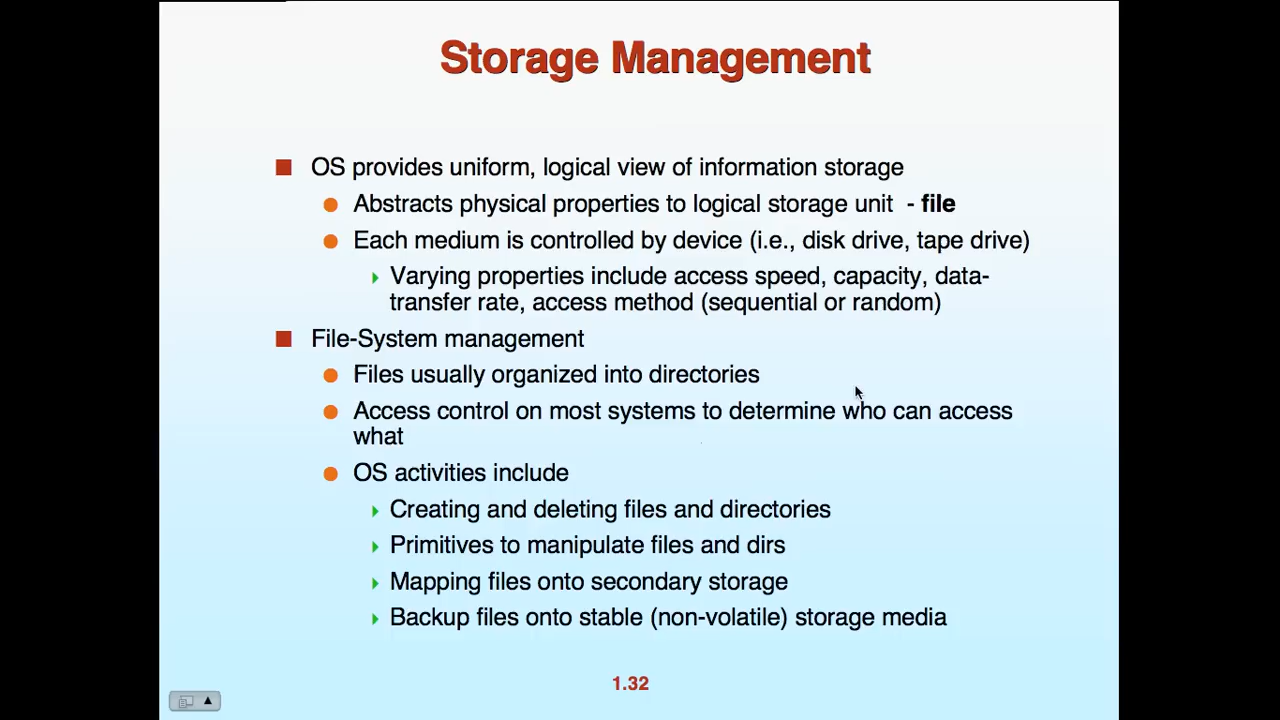 Storage Management
OS provides uniform, logical view of information storage
Abstracts physical properties to logical storage unit - file
Each medium is controlled by device (i.e., disk drive, tape drive)
Varying properties include access speed, capacity, data-
transfer rate, access method (sequential or random)
File-System management
Files usually organized into directories
Access control on most systems to determine who can access
what
OS activities include
Creating and deleting files and directories
Primitives to manipulate files and dirs
Mapping files onto secondary storage
Backup files onto stable (non-volatile) storage media
1.32